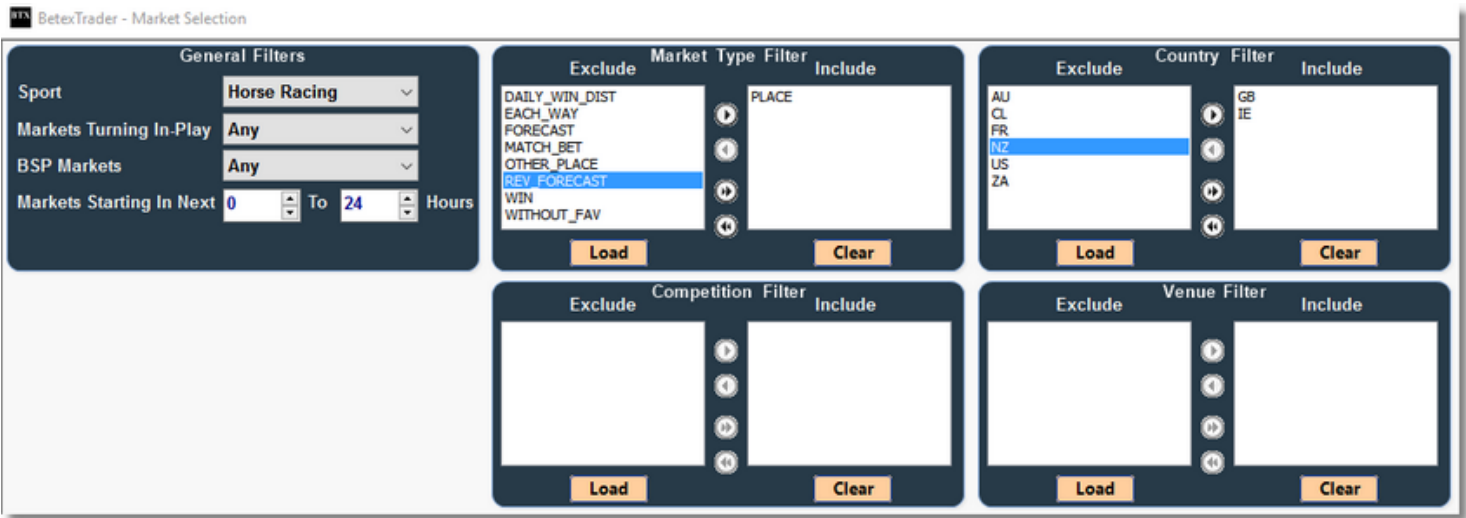 BTX BetexTrader - Market Selection
General Filters
Sport Horse Racing
Markets Turning In-Play Any
BSP Markets Any
Markets Starting In Next 0 To 24 Hours
Market Type Filter
Exclude Include
DAILY_WIN_DIST
EACH_WAY
FORECAST
MATCH_BET
OTHER_PLACE
REV_FORECAST
WIN
WITHOUT_FAV
PLACE
Load Clear
Country Filter
Exclude Include
AU
CL
FR
NZ
US
ZA
GB
IE
Load Clear
Competition Filter
Exclude Include
Load Clear
Venue Filter
Exclude Include
Load Clear